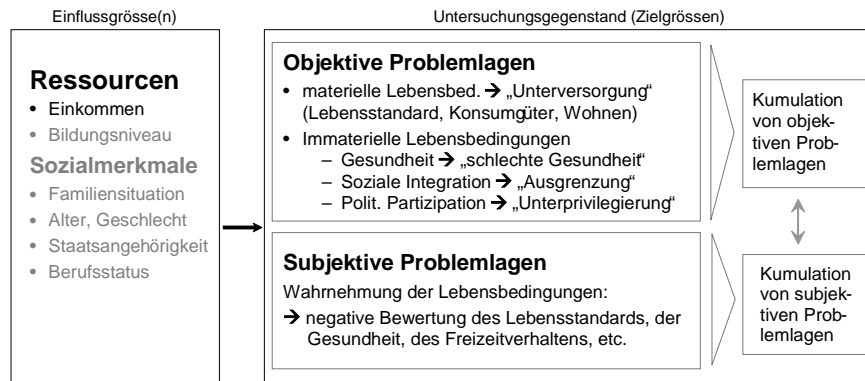 Einflussgrösse(n)
Untersuchungsgegenstand (Zielgrössen)
Ressourcen
• Einkommen
• Bildungsniveau
Sozialmerkmale
• Familiensituation
• Alter, Geschlecht
• Staatsangehörigkeit
• Berufsstatus
Objektive Problemlagen
• materielle Lebensbed. ➔ „Unterversorgung“
(Lebensstandard, Konsumgüter, Wohnen)
• Immaterielle Lebensbedingungen
– Gesundheit ➔ „schlechte Gesundheit“
– Soziale Integration ➔ „Ausgrenzung“
– Polit. Partizipation ➔ „Unterprivilegierung“
Kumulation
von objek-
tiven Pro-
blemlagen
Subjektive Problemlagen
Wahrnehmung der Lebensbedingungen:
➔ negative Bewertung des Lebensstandards, der
Gesundheit, des Freizeitverhaltens, etc.
Kumulation
von subjek-
tiven Prob-
lemlagen